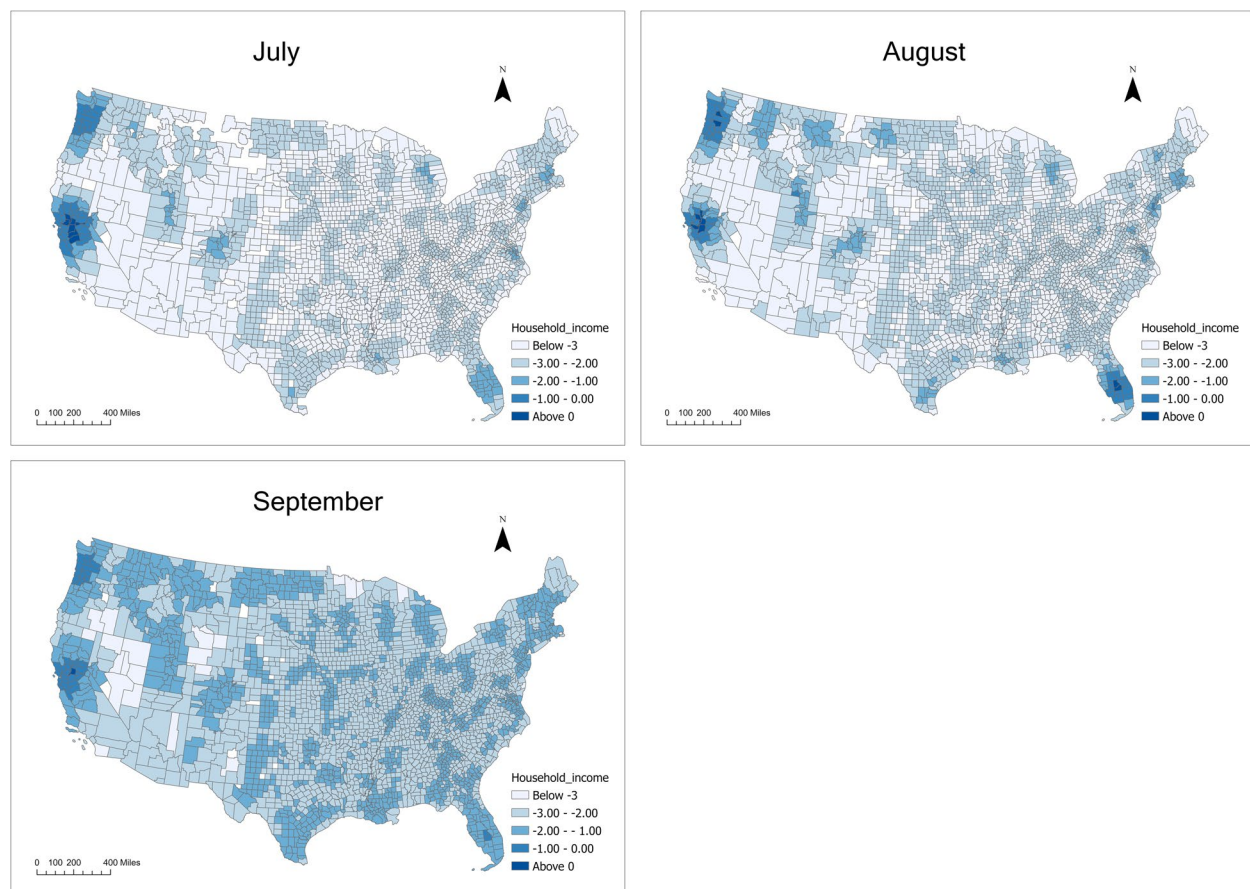 July
N
Household_income
Below -3
-3.00 - -2.00
-2.00 - -1.00
-1.00 - 0.00
Above 0
0 100 200 400 Miles
August
N
Household_income
Below -3
-3.00 - -2.00
-2.00 - -1.00
-1.00 - 0.00
Above 0
0 100 200 400 Miles
September
N
Household_income
Below -3
-3.00 - -2.00
-2.00 - - 1.00
-1.00 - 0.00
Above 0
0 100 200 400 Miles